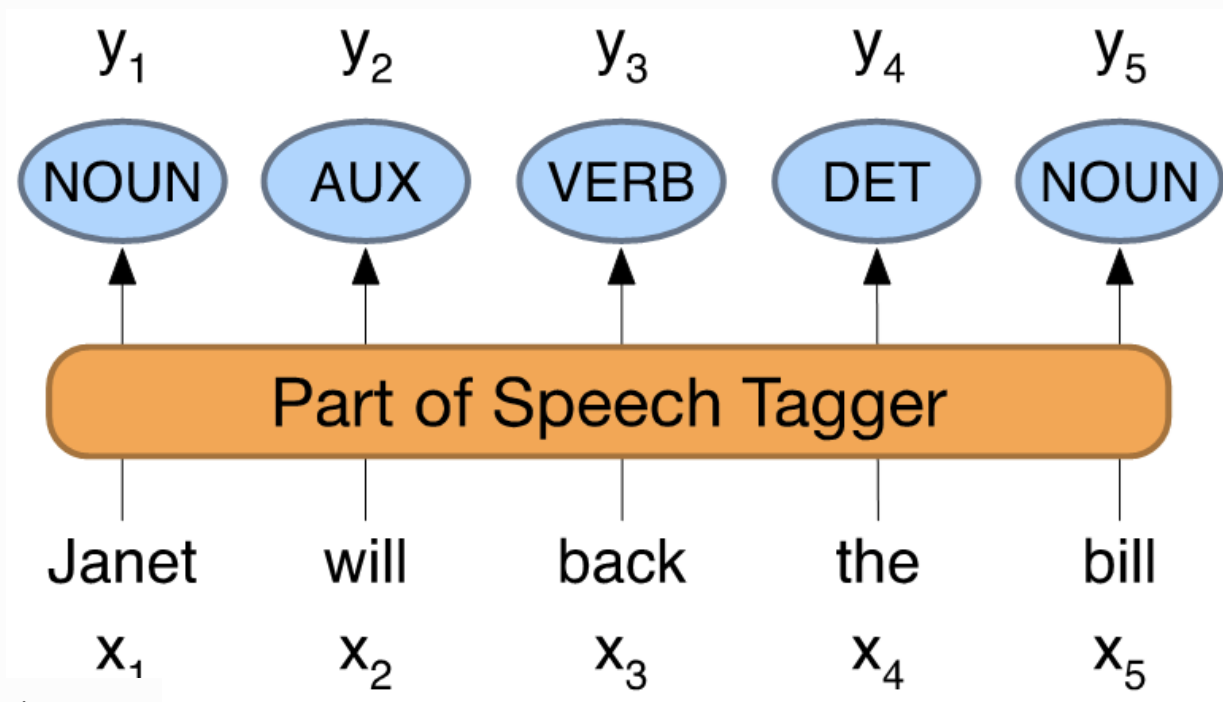 y1 y2 y3 y4 y5
NOUN AUX VERB DET NOUN
Part of Speech Tagger
Janet will back the bill
x1 x2 x3 x4 x5